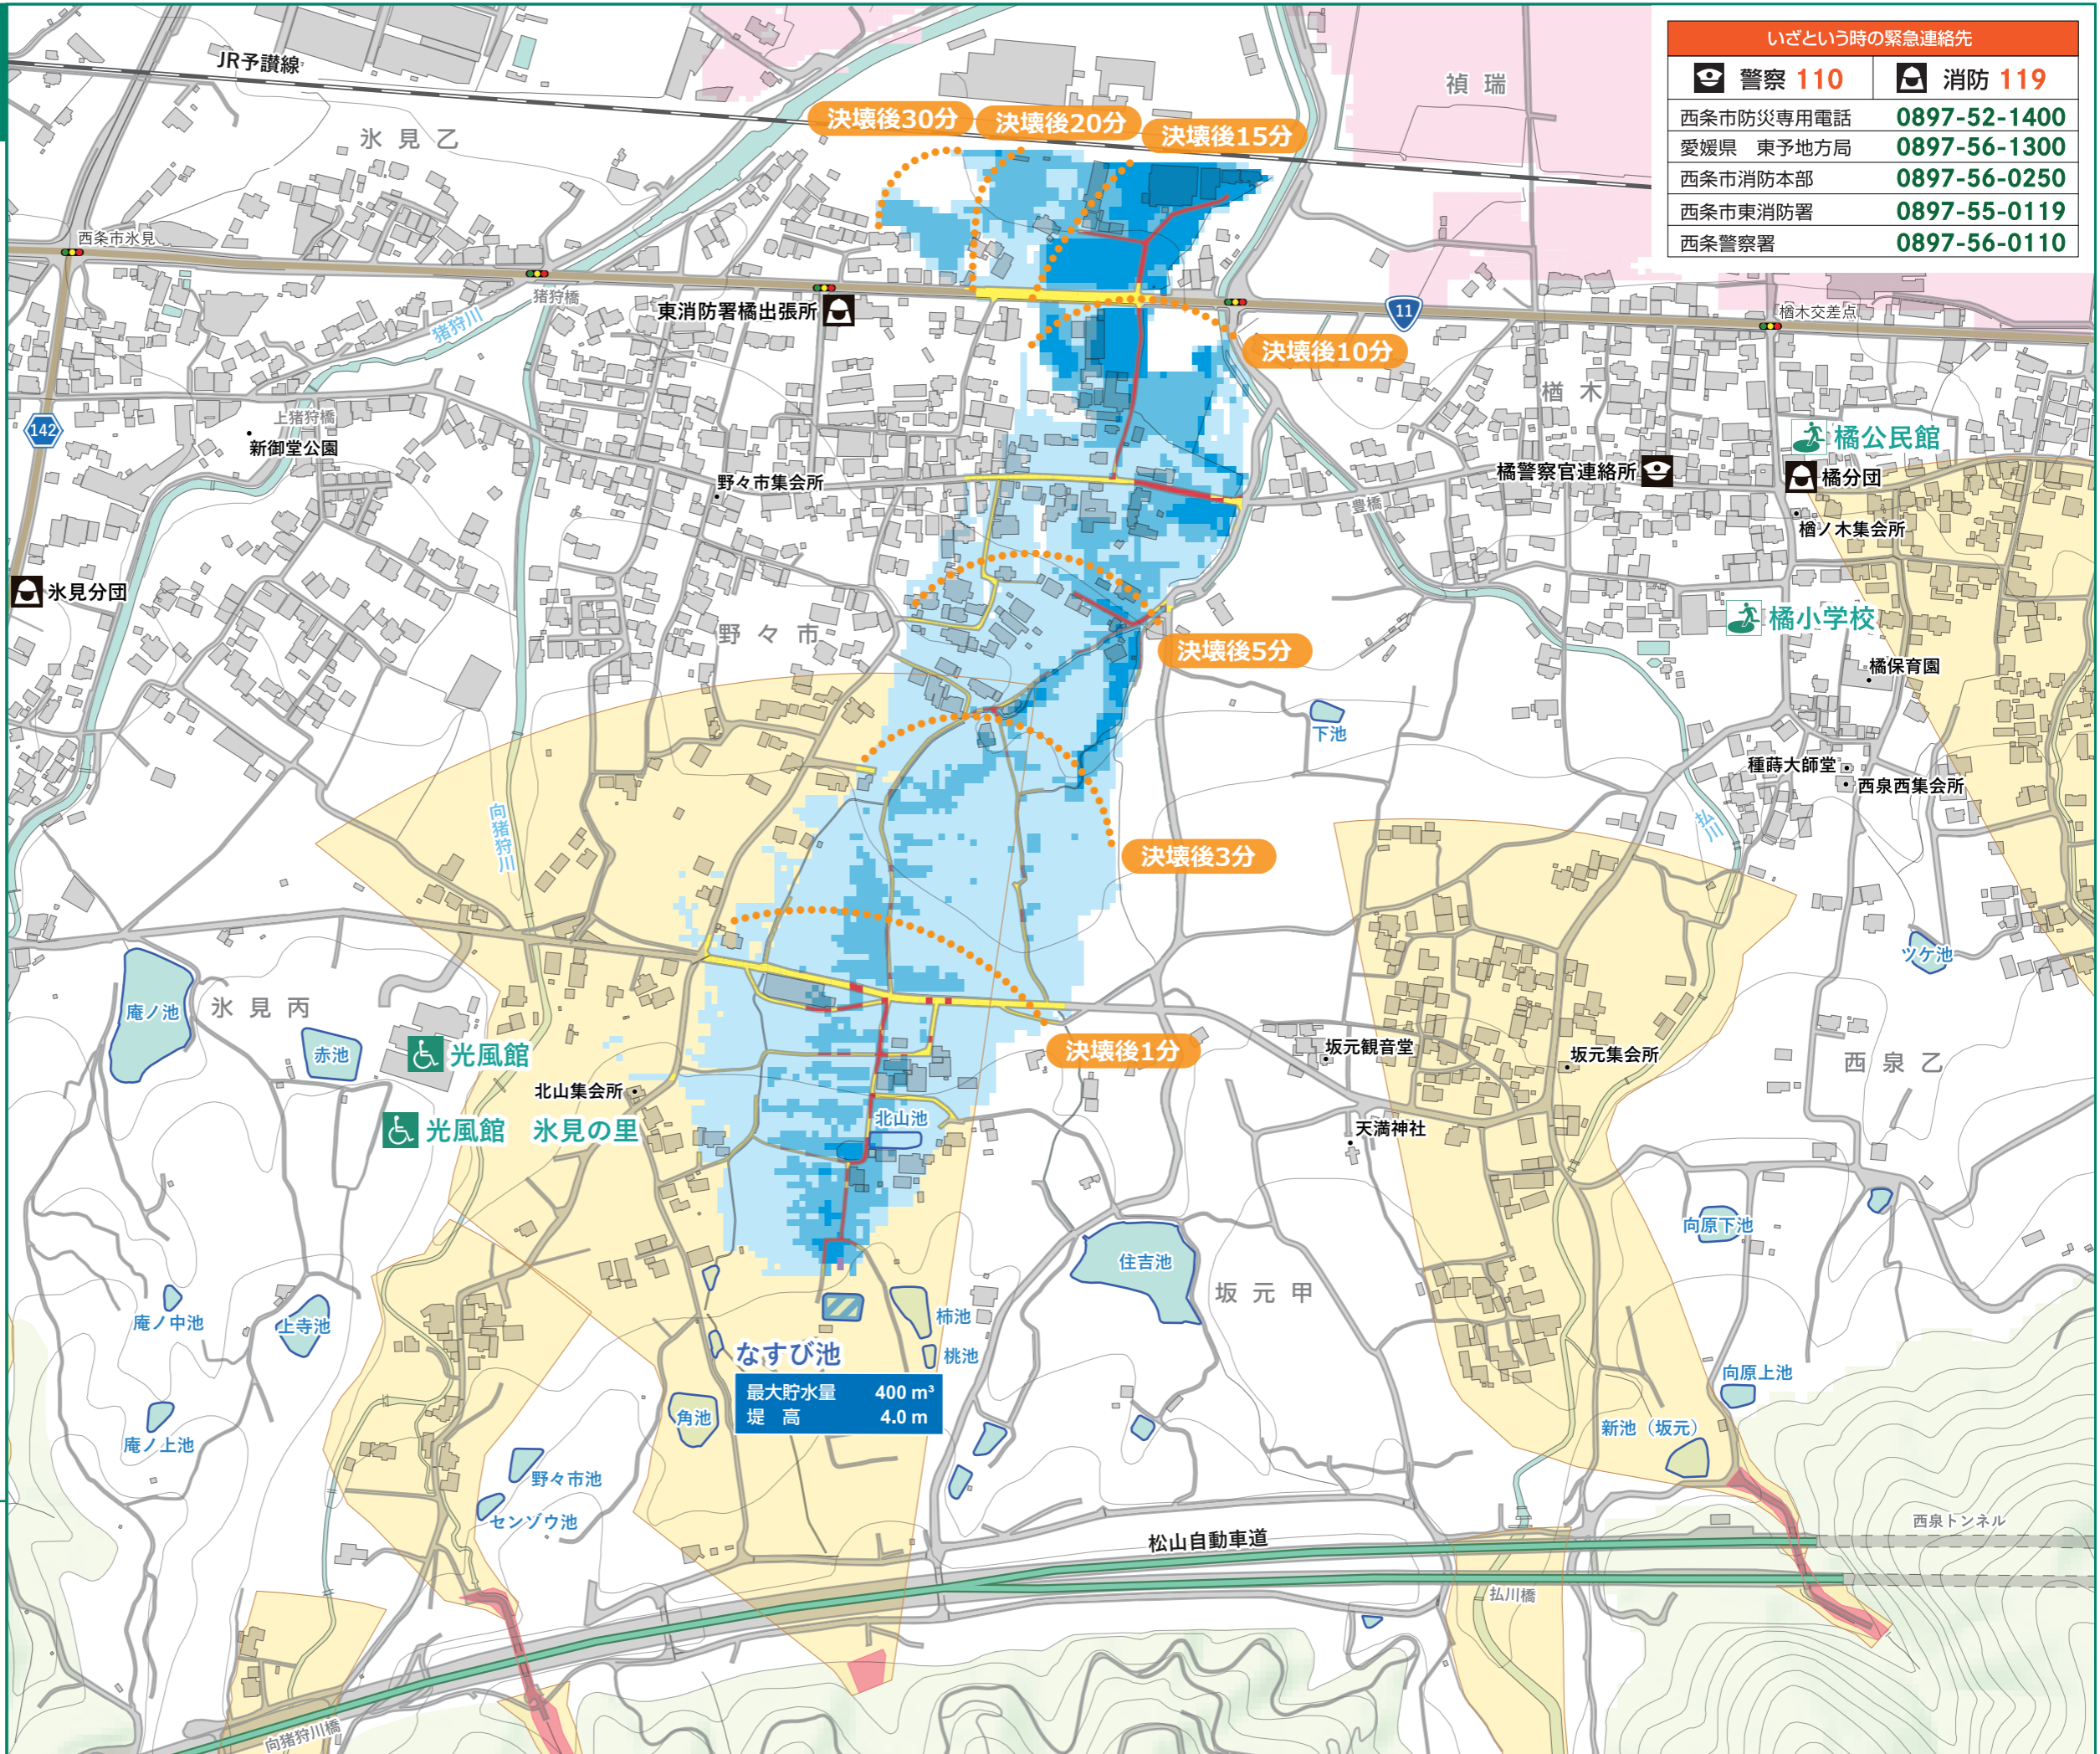 いざという時の緊急連絡先
警察 110
消防 119
西条市防災専用電話 0897-52-1400
愛媛県 東予地方局 0897-56-1300
西条市消防本部 0897-56-0250
西条市東消防署 0897-55-0119
西条警察署 0897-56-0110
JR予讃線
禎瑞
氷見乙
決壊後30分
決壊後20分
決壊後15分
西条市氷見
猪狩橋
猪狩川
東消防署橘出張所
11
楢木交差点
決壊後10分
楢木
142
上猪狩橋
新御堂公園
橘公民館
野々市集会所
橘警察官連絡所
橘分団
豊橋
楢ノ木集会所
氷見分団
橘小学校
野々市
決壊後5分
橘保育園
下池
種蒔大師堂
西泉西集会所
向猪狩川
払川
決壊後3分
ツケ池
庵ノ池
氷見丙
赤池
光風館
決壊後1分
坂元観音堂
坂元集会所
西泉乙
北山集会所
光風館 氷見の里
北山池
天満神社
向原下池
住吉池
坂元甲
庵ノ中池
上寺池
柿池
なすび池
桃池
最大貯水量 400 m³
堤高 4.0 m
向原上池
角池
新池（坂元）
庵ノ上池
野々市池
センゾウ池
西泉トンネル
松山自動車道
払川橋
向猪狩川橋